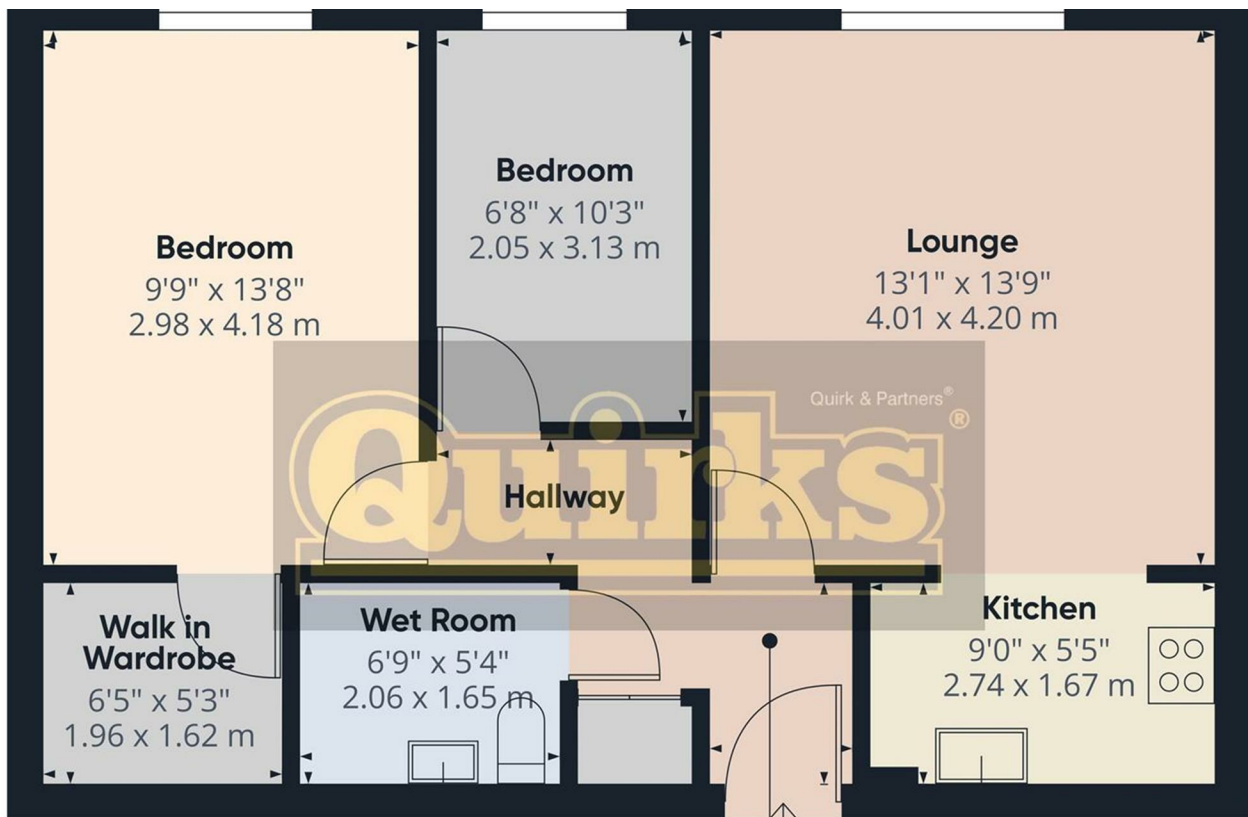 Bedroom
9'9" x 13'8"
2.98 x 4.18 m
Bedroom
6'8" x 10'3"
2.05 x 3.13 m
Lounge
13'1" x 13'9"
4.01 x 4.20 m
Quirk & Partners®
Quirks®
Hallway
Walk in
Wardrobe
6'5" x 5'3"
1.96 x 1.62 m
Wet Room
6'9" x 5'4"
2.06 x 1.65 m
Kitchen
9'0" x 5'5"
2.74 x 1.67 m